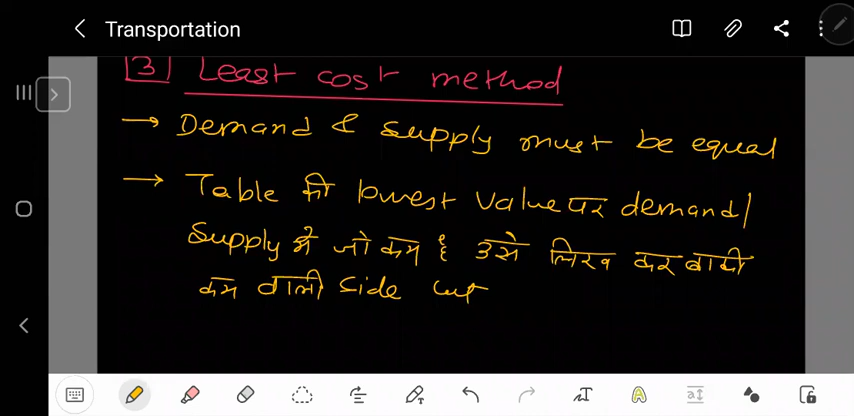 Transportation
[3] Least cost method
→ Demand & Supply must be equal
→ Table की lowest value पर demand/
Supply में जो कम है उसे लिख कर बाकी
कम वाली side cut